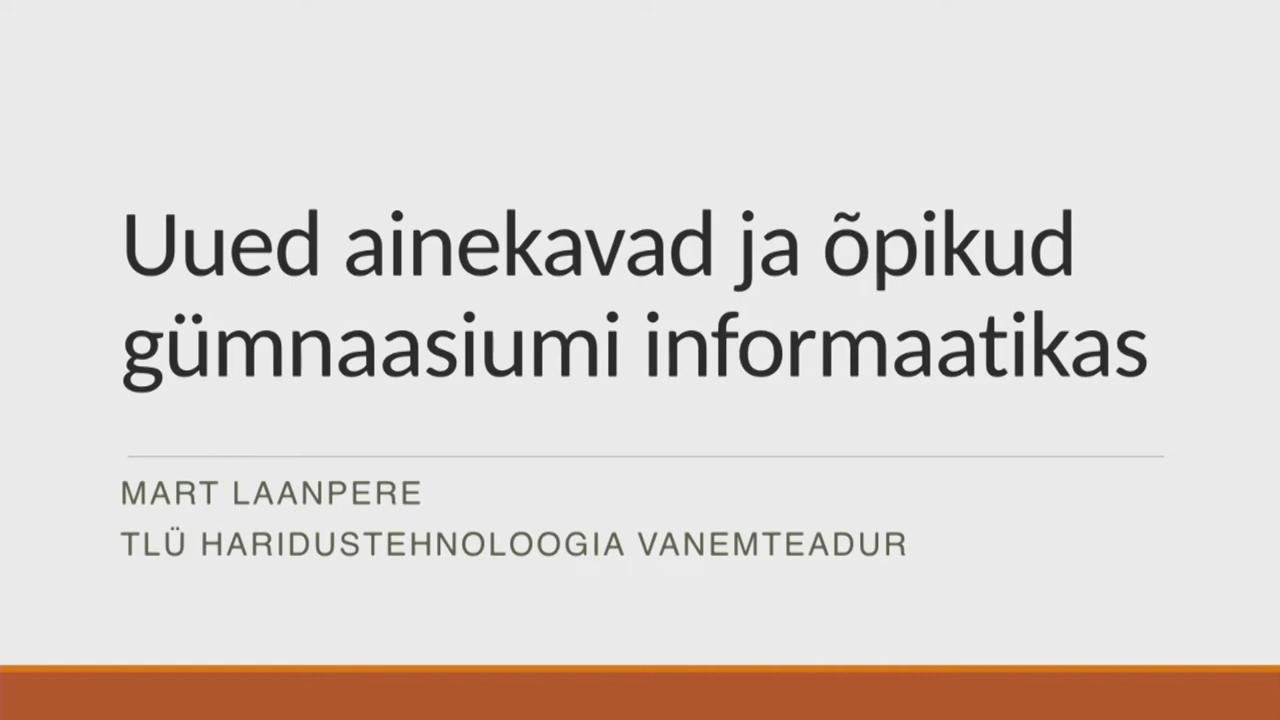 Uued ainekavad ja õpikud
gümnaasiumi informaatikas
MART LAANPERE
TLÜ HARIDUSTEHNOLOOGIA VANEMTEADUR